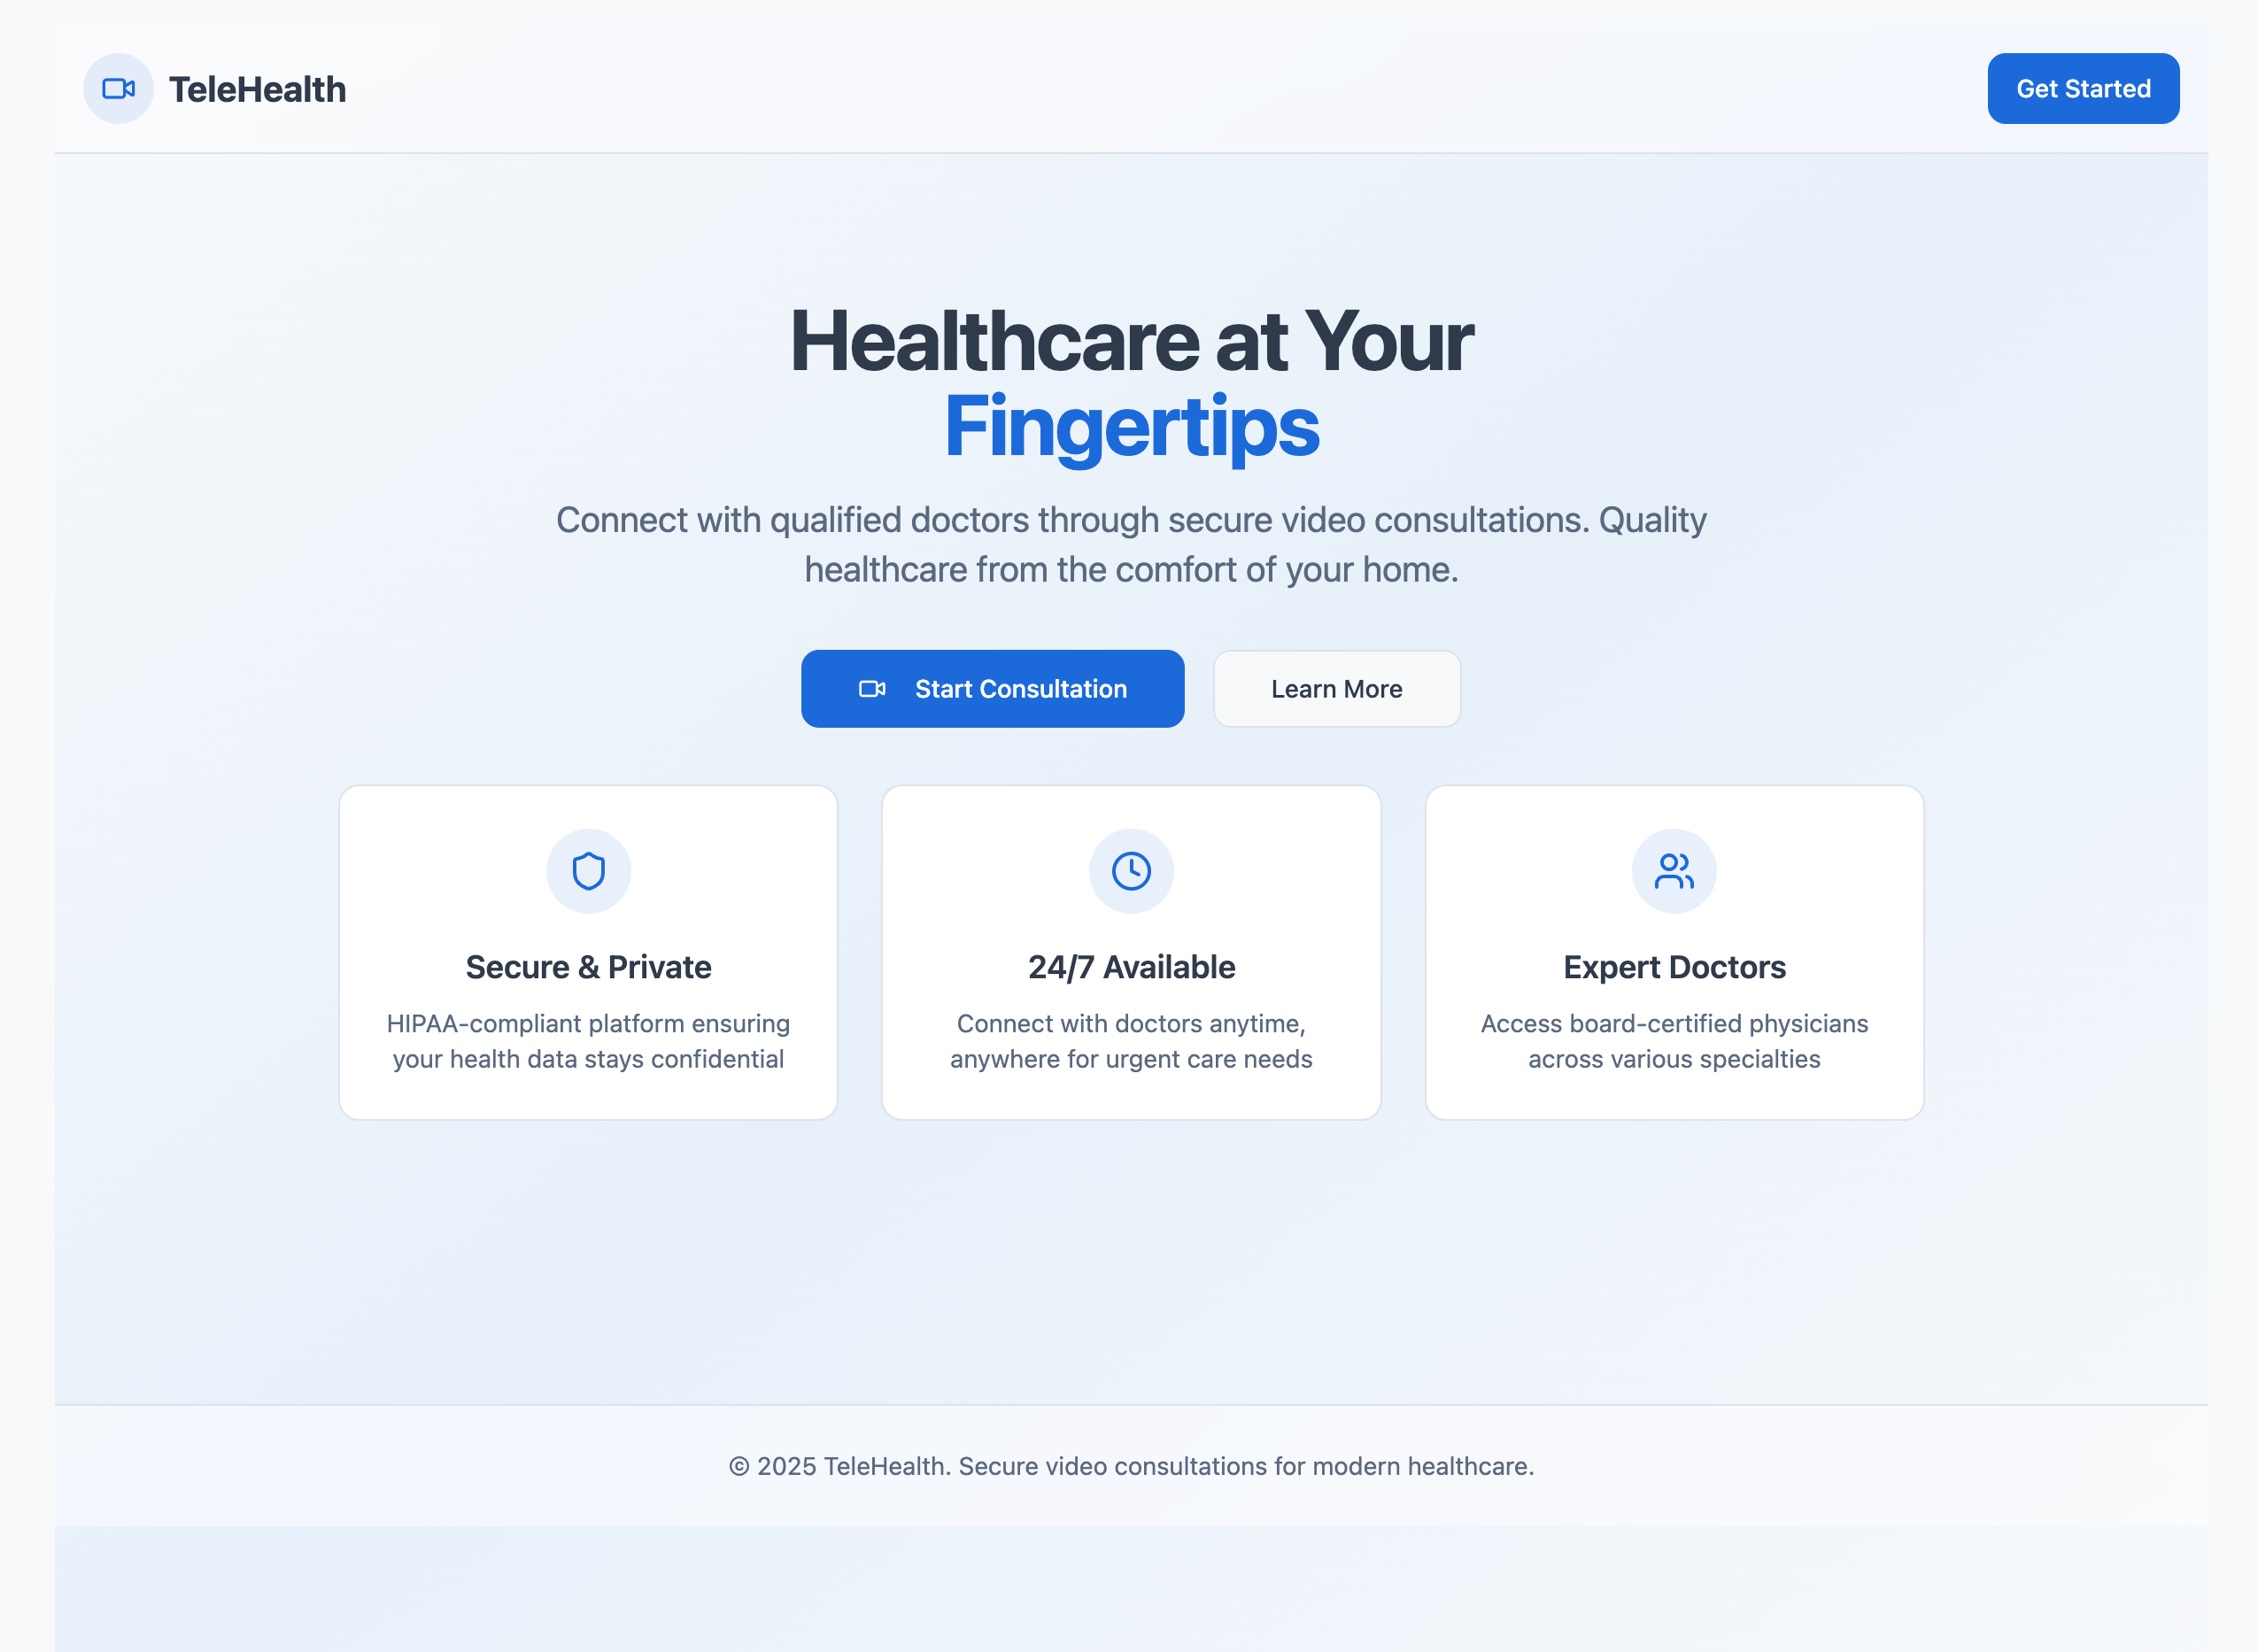 TeleHealth
Get Started
Healthcare at Your
Fingertips
Connect with qualified doctors through secure video consultations. Quality
healthcare from the comfort of your home.
Start Consultation
Learn More
Secure & Private
HIPAA-compliant platform ensuring
your health data stays confidential
24/7 Available
Connect with doctors anytime,
anywhere for urgent care needs
Expert Doctors
Access board-certified physicians
across various specialties
© 2025 TeleHealth. Secure video consultations for modern healthcare.